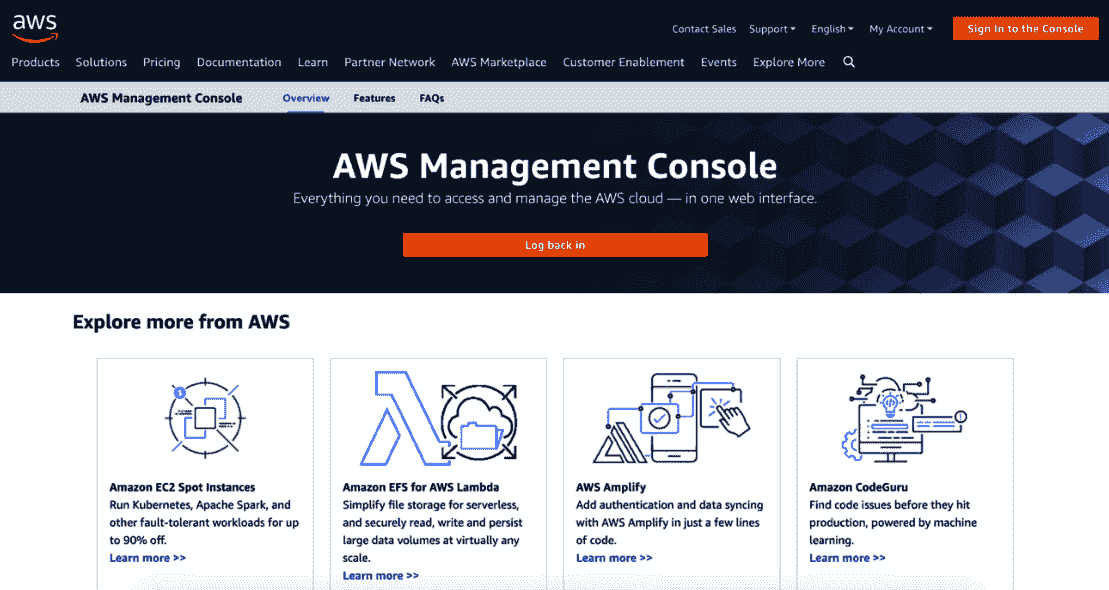 aws
Contact Sales Support English My Account Sign In to the Console
Products Solutions Pricing Documentation Learn Partner Network AWS Marketplace Customer Enablement Events Explore More
AWS Management Console Overview Features FAQs
AWS Management Console
Everything you need to access and manage the AWS cloud — in one web interface.
Log back in
Explore more from AWS
Amazon EC2 Spot Instances
Run Kubernetes, Apache Spark, and
other fault-tolerant workloads for up
to 90% off.
Learn more >>
Amazon EFS for AWS Lambda
Simplify file storage for serverless,
and securely read, write and persist
large data volumes at virtually any
scale.
Learn more >>
AWS Amplify
Add authentication and data syncing
with AWS Amplify in just a few lines
of code.
Learn more >>
Amazon CodeGuru
Find code issues before they hit
production, powered by machine
learning.
Learn more >>